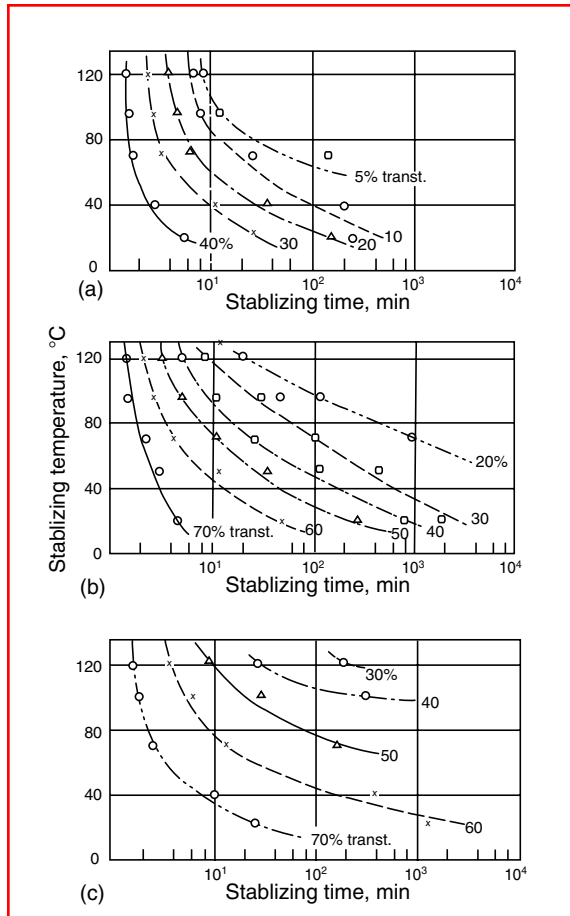 120
80
40
0
5% transt.
10
20
30
40%
10¹ 10² 10³ 10⁴
(a) Stablizing time, min
Stablizing temperature, °C
120
80
40
0
20%
30
40
50
60
70% transt.
10¹ 10² 10³ 10⁴
(b) Stablizing time, min
120
80
40
0
30%
40
50
60
70% transt.
10¹ 10² 10³ 10⁴
(c) Stablizing time, min